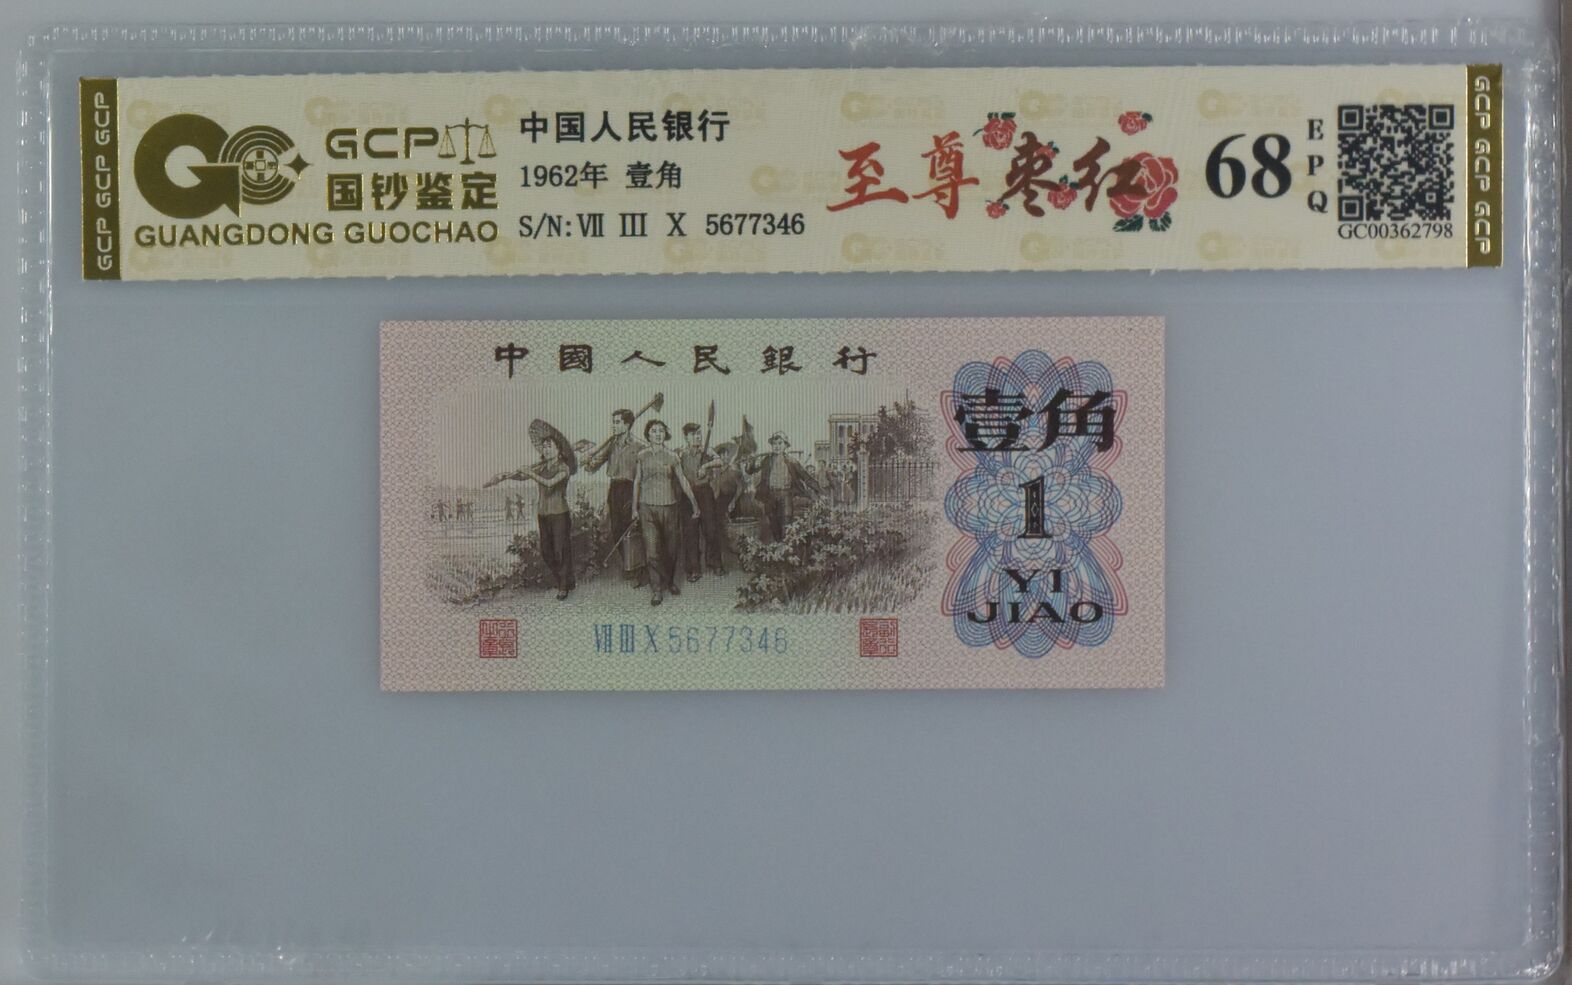 GCP GCP GCP
GCP
国钞鉴定
GUANGDONG GUOCHAO
中国人民银行
1962年 壹角
S/N: Ⅶ Ⅲ Ⅹ 5677346
至尊 枣红
68
EPQ
GC00362798
GCP GCP GCP
中國人民銀行
壹角
1
YI
JIAO
Ⅶ Ⅲ Ⅹ 5677346